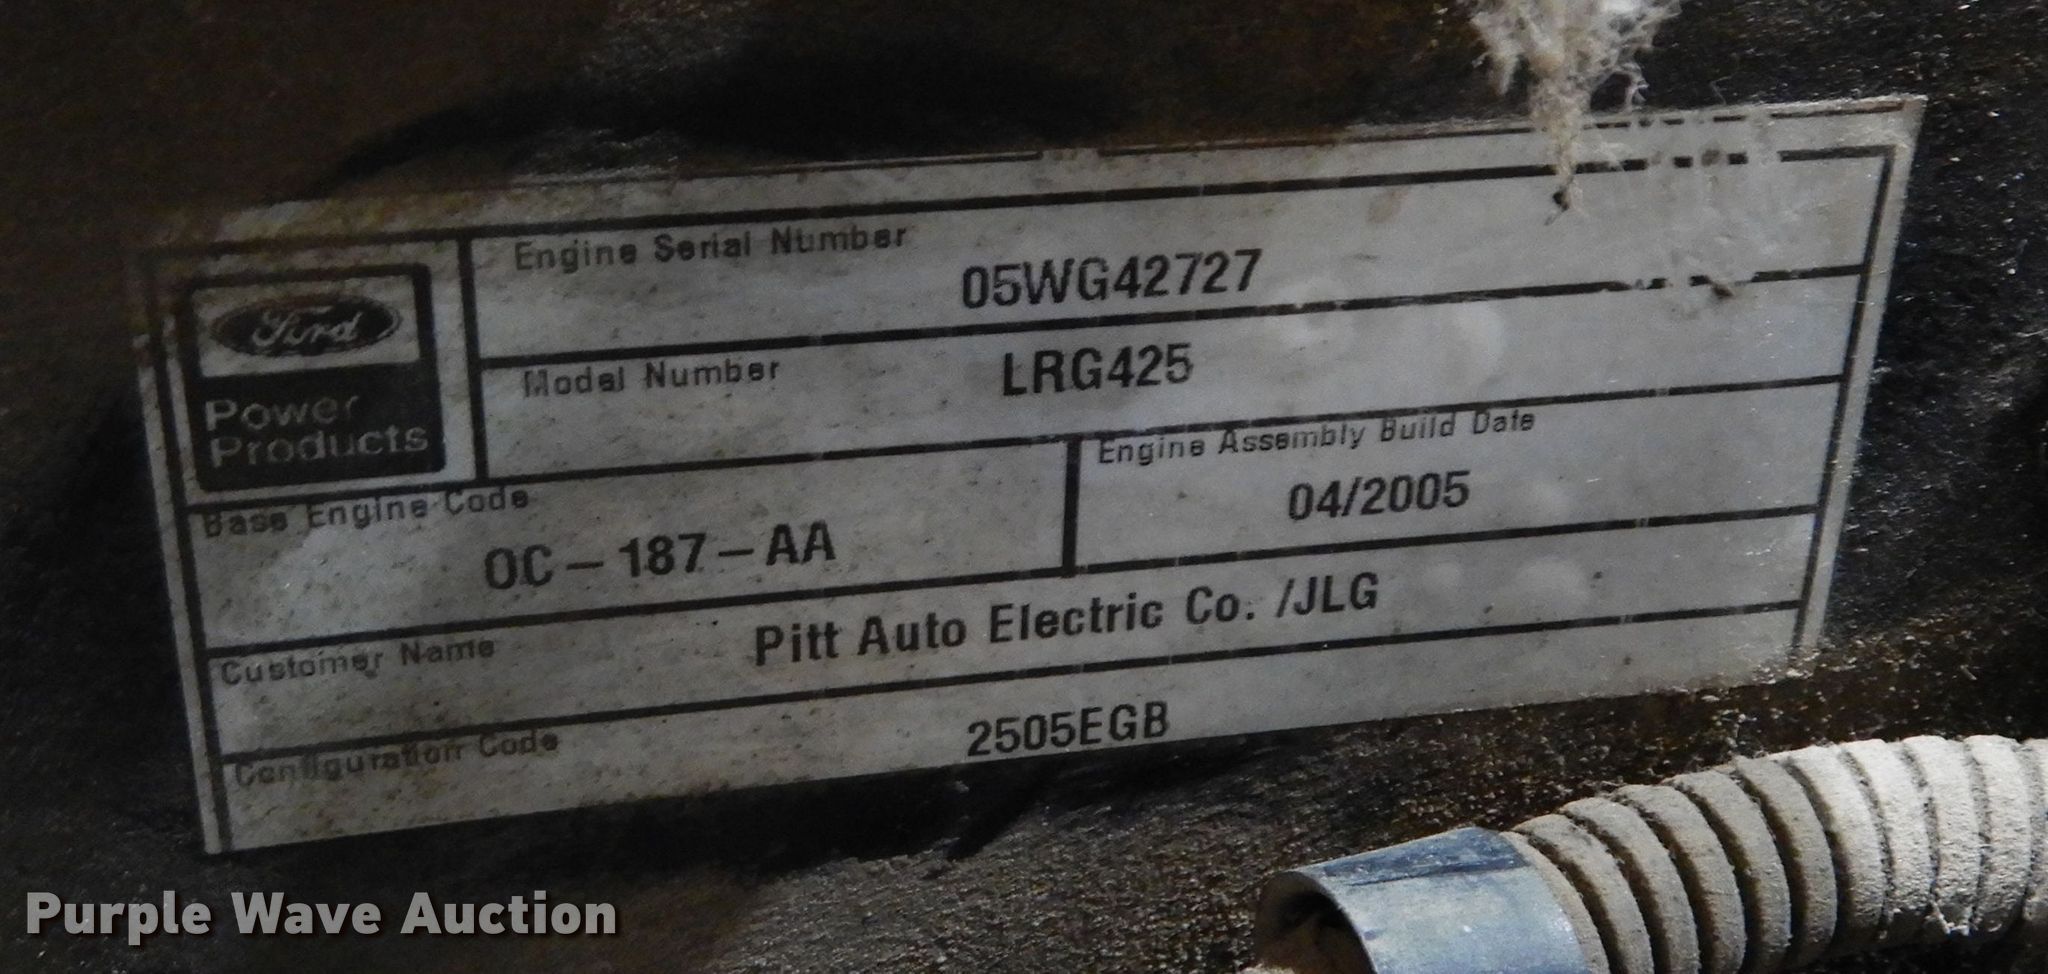 Ford
Power
Products
Engine Serial Number
05WG42727
Model Number
LRG425
Base Engine Code
OC-187-AA
Engine Assembly Build Date
04/2005
Customer Name
Pitt Auto Electric Co. /JLG
Configuration Code
2505EGB
Purple Wave Auction